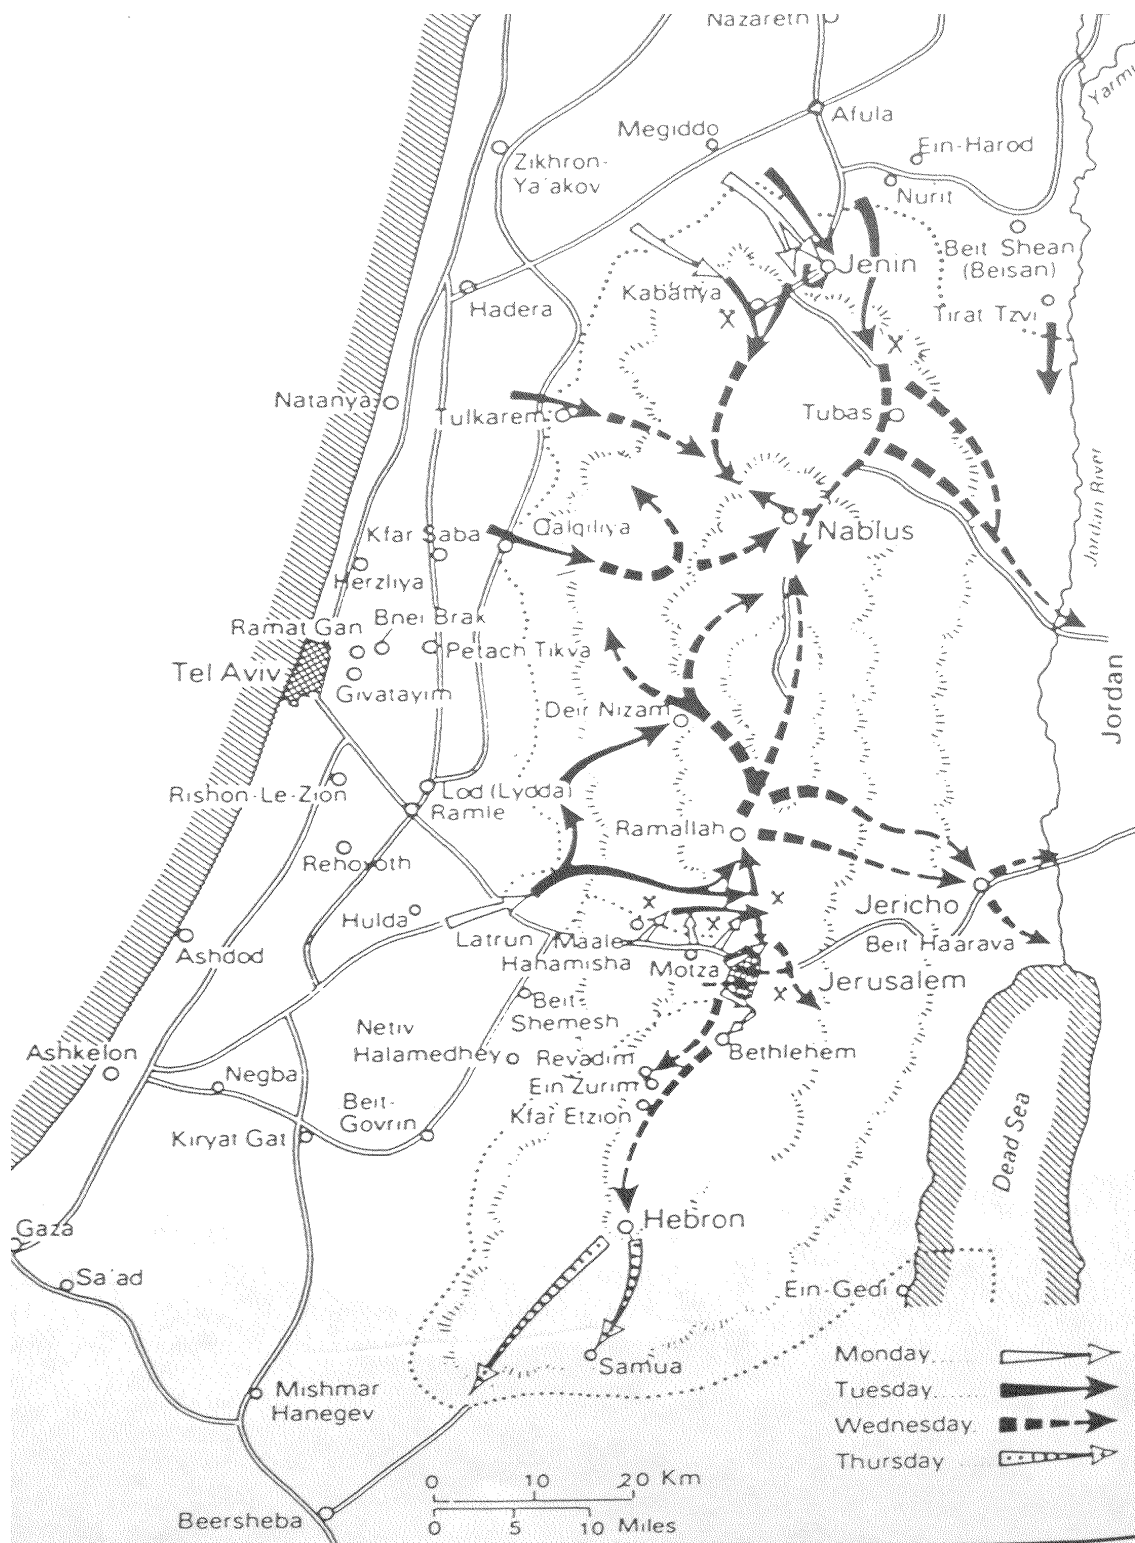 Nazareth
Afula
Megiddo
Ein-Harod
Zikhron-
Ya'akov
Nurit
Beit Shean
(Beisan)
Jenin
Kabatiya
Hadera
Tirat Tzvi
Natanya
Tulkarem
Tubas
Jordan River
Kfar Saba
Qalqiliya
Nablus
Herzliya
Ramat Gan
Bnei Brak
Tel Aviv
Petach Tikva
Givatayim
Deir Nizam
Jordan
Rishon-Le-Zion
Lod (Lydda)
Ramle
Ramallah
Rehovoth
Hulda
Jericho
Latrun
Maale
Hahamisha
Motza
Beit Haarava
Ashdod
Jerusalem
Beit-
Shemesh
Netiv
Halamedhey
Ashkelon
Revadim
Bethlehem
Negba
Ein Zurim
Beit-
Govrin
Kfar Etzion
Kiryat Gat
Dead Sea
Gaza
Hebron
Sa'ad
Ein-Gedi
Samua
Monday
Tuesday
Wednesday
Thursday
Mishmar
Hanegev
0 10 20 Km
Beersheba
0 5 10 Miles